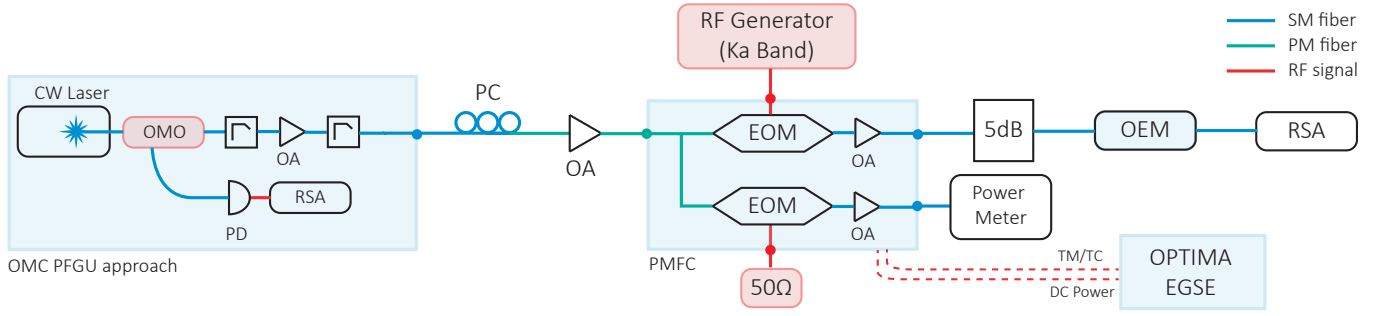 RF Generator
(Ka Band)
SM fiber
PM fiber
RF signal
CW Laser
OMO
OA
PD
RSA
OMC PFGU approach
PC
OA
EOM
OA
EOM
OA
PMFC
50Ω
5dB
OEM
RSA
Power
Meter
TM/TC
DC Power
OPTIMA
EGSE